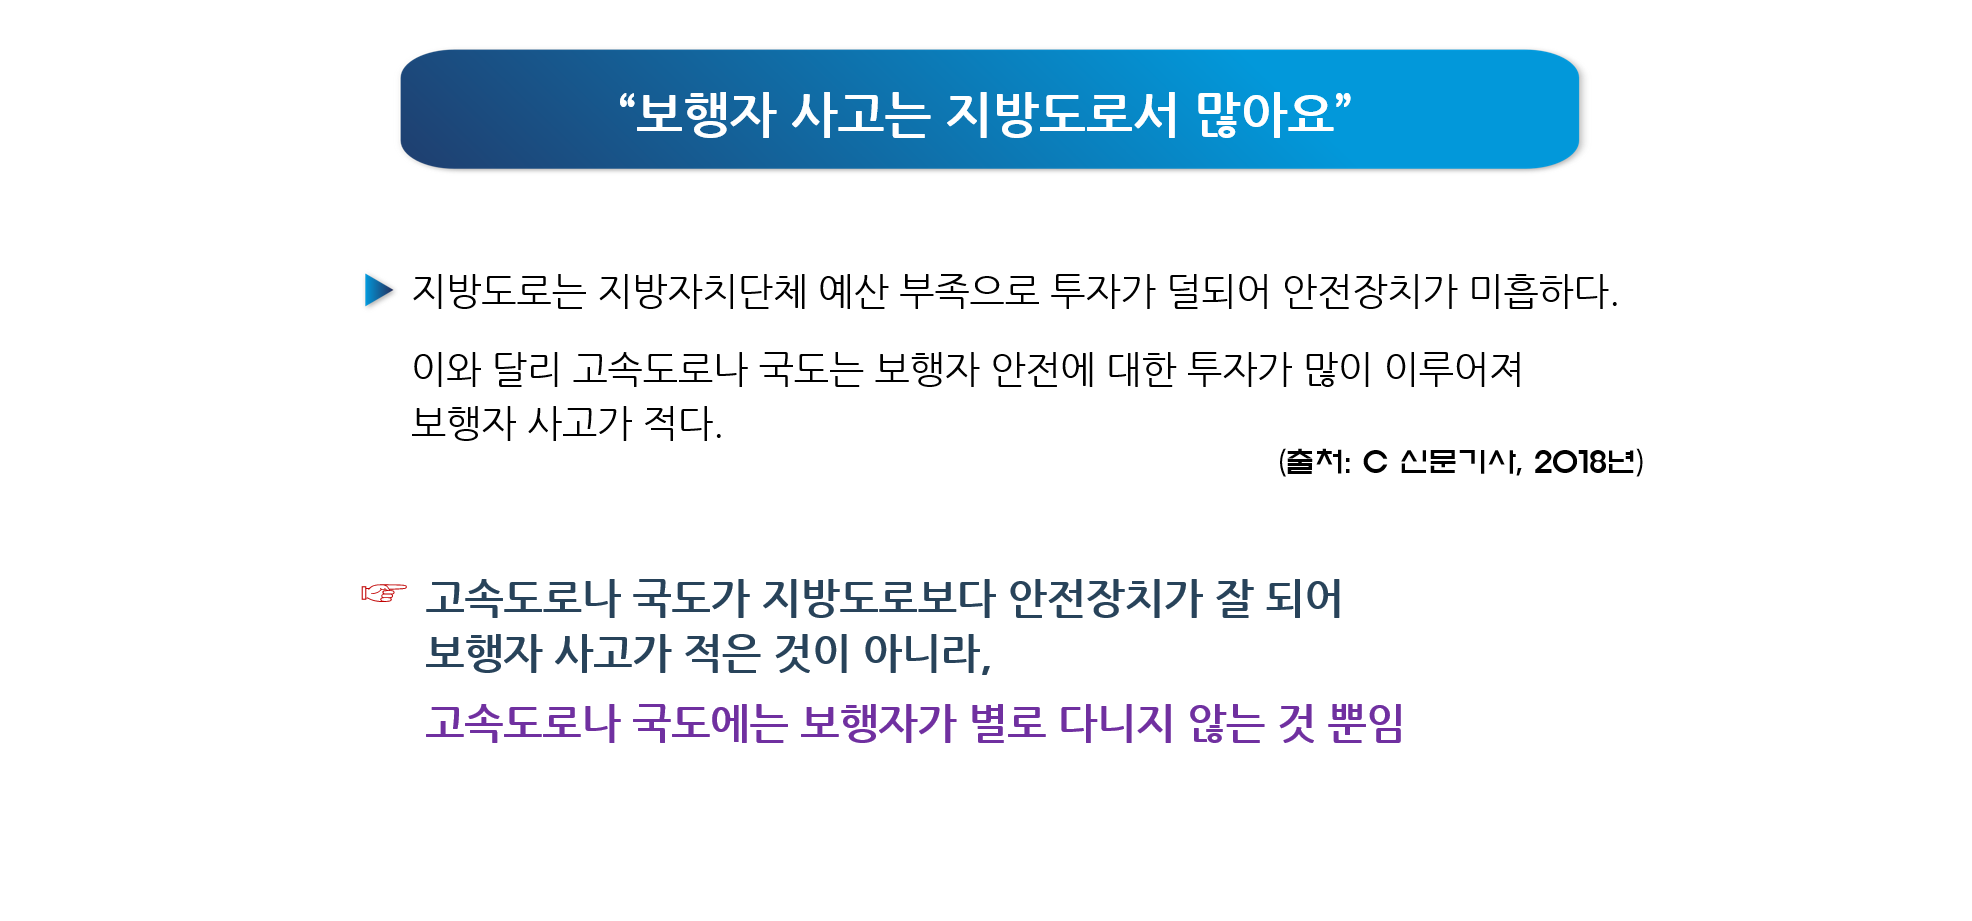 “보행자 사고는 지방도로서 많아요”
▶ 지방도로는 지방자치단체 예산 부족으로 투자가 덜되어 안전장치가 미흡하다.
이와 달리 고속도로나 국도는 보행자 안전에 대한 투자가 많이 이루어져
보행자 사고가 적다.
(출처: C 신문기사, 2018년)
☞ 고속도로나 국도가 지방도로보다 안전장치가 잘 되어
보행자 사고가 적은 것이 아니라,
고속도로나 국도에는 보행자가 별로 다니지 않는 것 뿐임